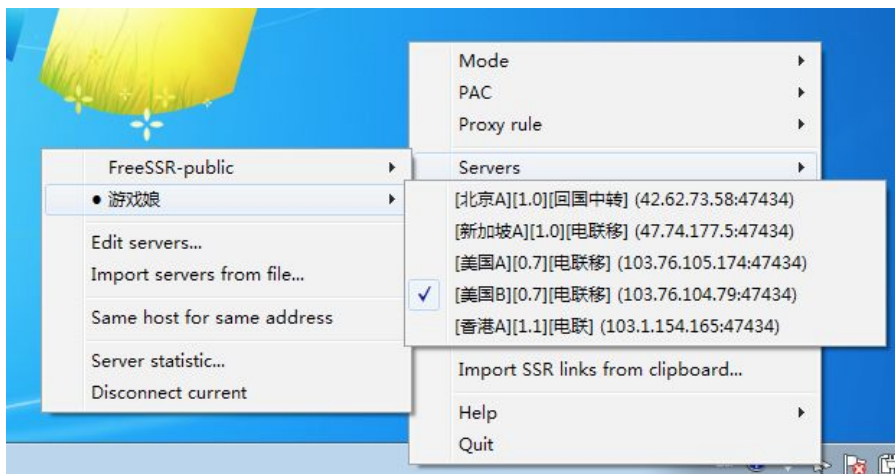 Mode
PAC
Proxy rule
Servers
FreeSSR-public
● 游戏娘
Edit servers...
Import servers from file...
Same host for same address
Server statistic...
Disconnect current
[北京A][1.0][回国中转] (42.62.73.58:47434)
[新加坡A][1.0][电联移] (47.74.177.5:47434)
[美国A][0.7][电联移] (103.76.105.174:47434)
[美国B][0.7][电联移] (103.76.104.79:47434)
[香港A][1.1][电联] (103.1.154.165:47434)
Import SSR links from clipboard...
Help
Quit